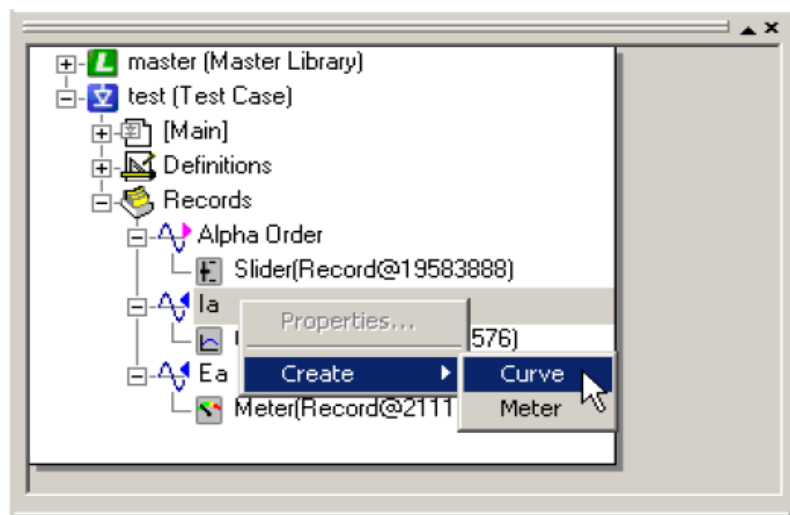 master (Master Library)
test (Test Case)
[Main]
Definitions
Records
Alpha Order
Slider(Record@19583888)
Ia
Properties...
576)
Ea
Create
Curve
Meter(Record@2111
Meter